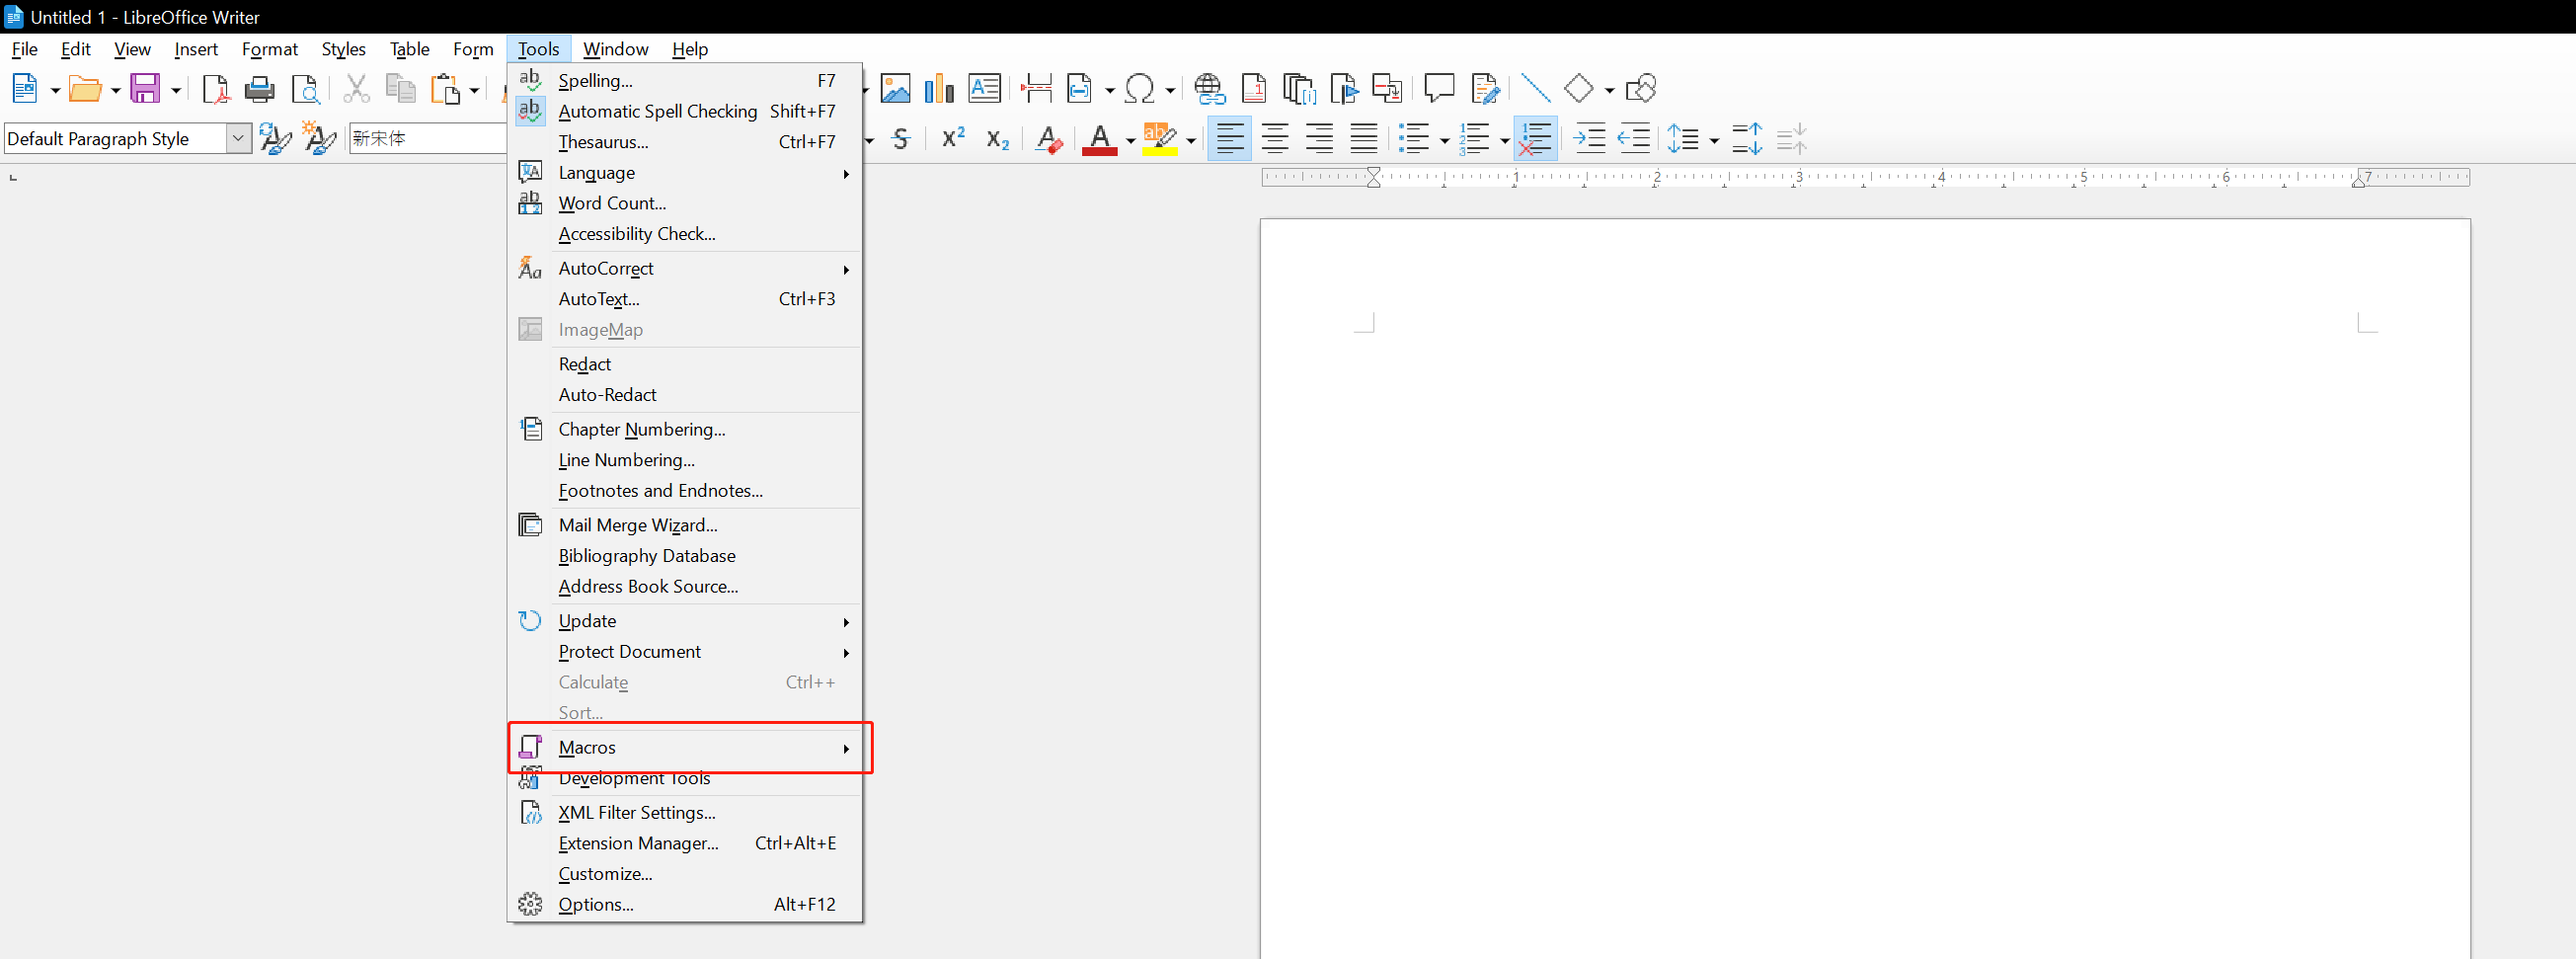 Untitled 1 - LibreOffice Writer
File Edit View Insert Format Styles Table Form Tools Window Help
Default Paragraph Style 新宋体
Spelling... F7
Automatic Spell Checking Shift+F7
Thesaurus... Ctrl+F7
Language
Word Count...
Accessibility Check...
AutoCorrect
AutoText... Ctrl+F3
ImageMap
Redact
Auto-Redact
Chapter Numbering...
Line Numbering...
Footnotes and Endnotes...
Mail Merge Wizard...
Bibliography Database
Address Book Source...
Update
Protect Document
Calculate Ctrl++
Sort...
Macros
Development Tools
XML Filter Settings...
Extension Manager... Ctrl+Alt+E
Customize...
Options... Alt+F12
1 2 3 4 5 6 7